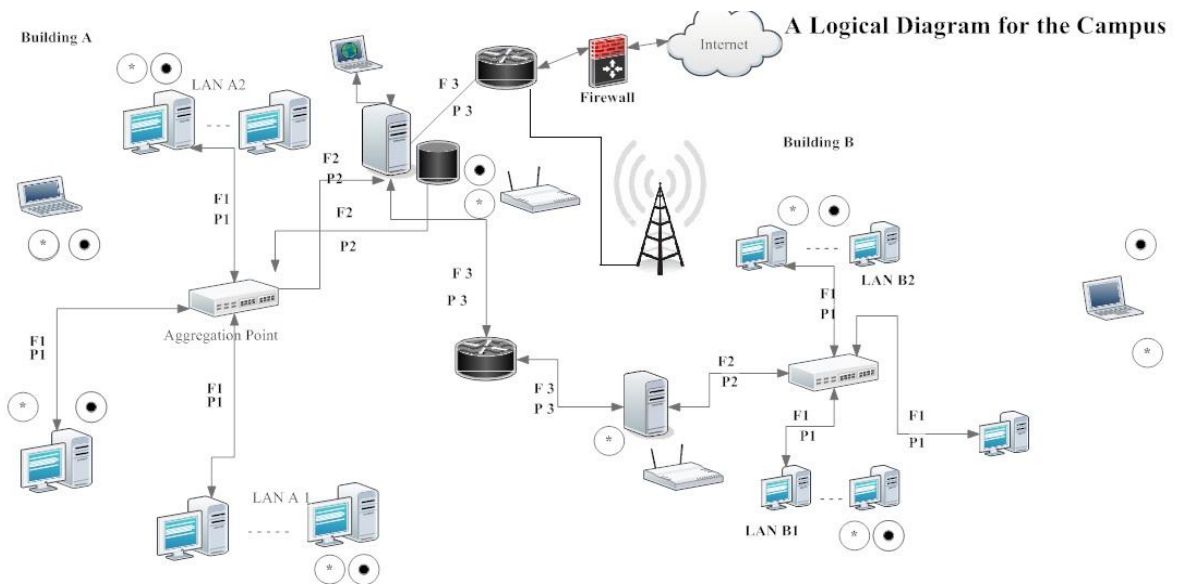 A Logical Diagram for the Campus
Building A
Internet
Firewall
LAN A2
F 3
P 3
Building B
F2
P2
*
F1
P1
F2
P2
*
*
*
F 3
P 3
LAN B2
F1
P1
Aggregation Point
*
F1
P1
F1
P1
F 3
P 3
F2
P2
F1
P1
F1
P1
*
*
LAN A 1
LAN B1
*
*